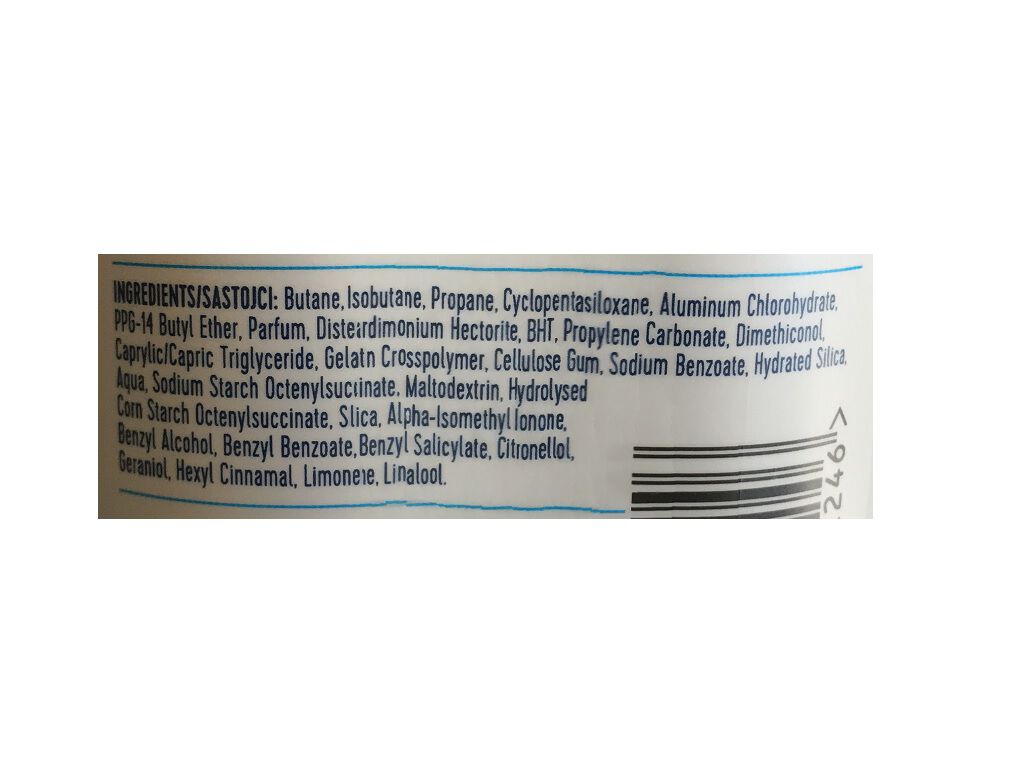 INGREDIENTS/SASTOJCI: Butane, Isobutane, Propane, Cyclopentasiloxane, Aluminum Chlorohydrate,
PPG-14 Butyl Ether, Parfum, Disteardimonium Hectorite, BHT, Propylene Carbonate, Dimethiconol,
Caprylic/Capric Triglyceride, Gelatn Crosspolymer, Cellulose Gum, Sodium Benzoate, Hydrated Silica,
Aqua, Sodium Starch Octenylsuccinate, Maltodextrin, Hydrolysed
Corn Starch Octenylsuccinate, Slica, Alpha-Isomethyl Ionone,
Benzyl Alcohol, Benzyl Benzoate, Benzyl Salicylate, Citronellol,
Geraniol, Hexyl Cinnamal, Limonene, Linalool.
246>